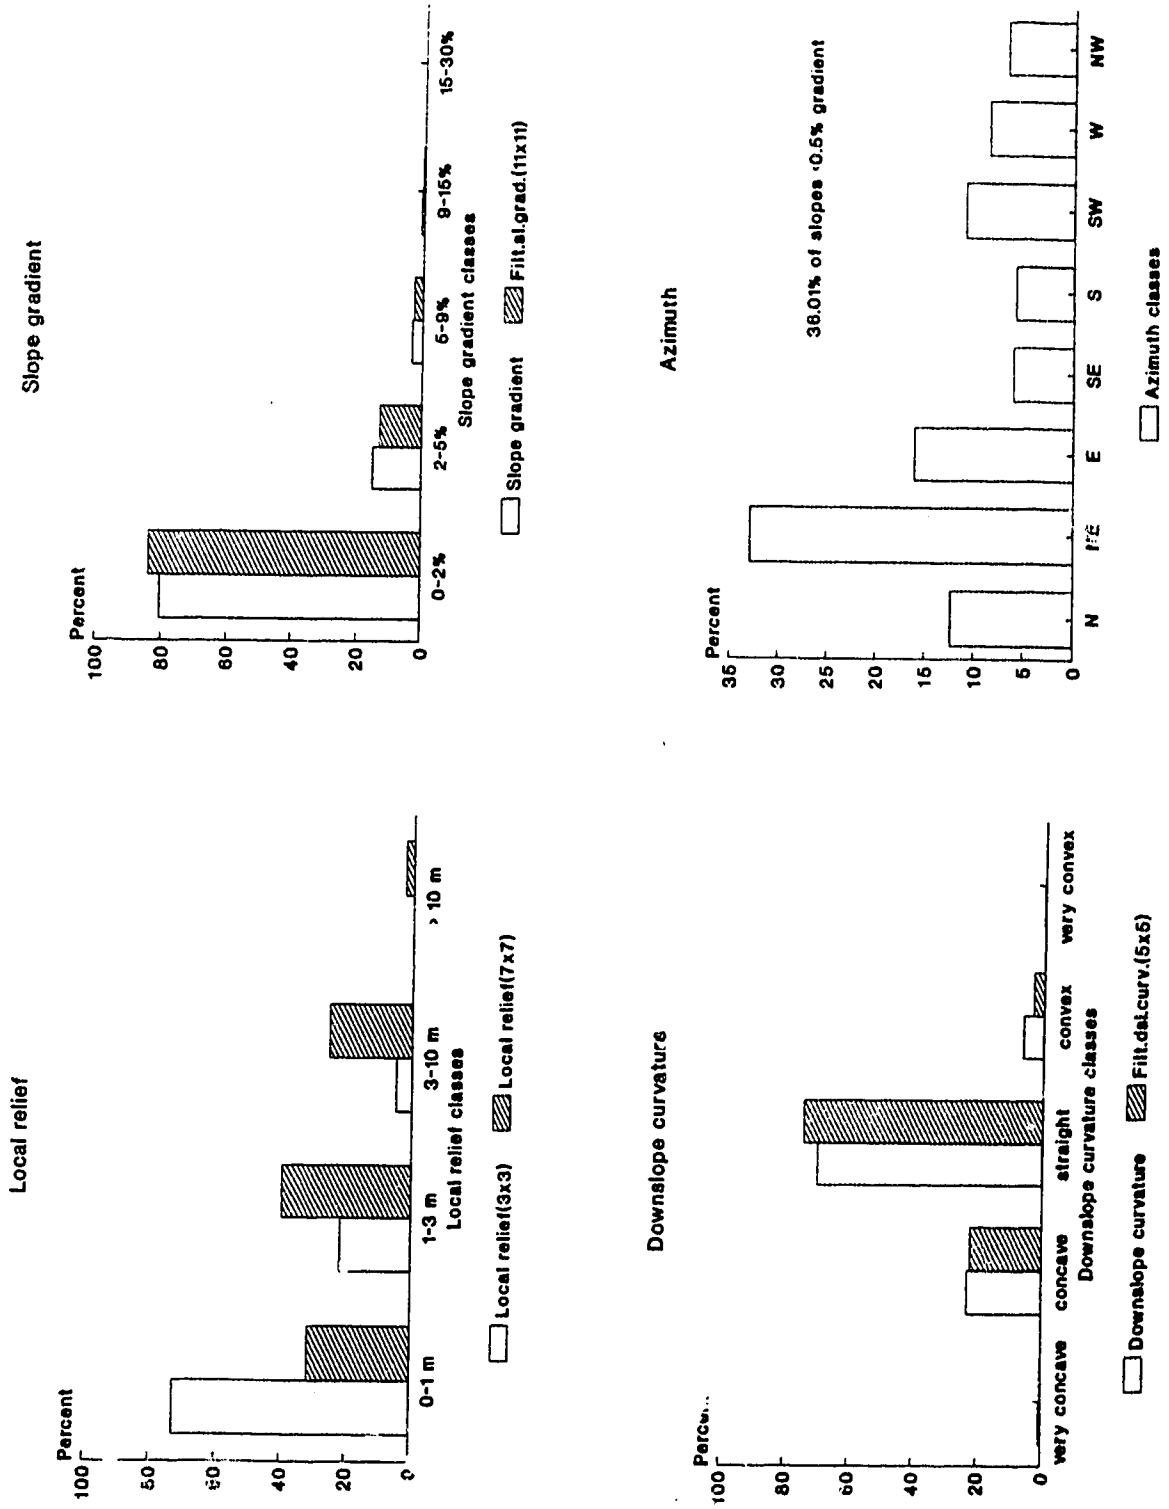 Local relief
Percent
100
20
0
0-1 m
1-3 m
3-10 m
> 10 m
Local relief classes
Local relief(3x3)
Local relief(7x7)
Slope gradient
Percent
100
80
60
40
20
0
0-2%
2-5%
5-9%
9-15%
15-30%
Slope gradient classes
Slope gradient
Filt.sl.grad.(11x11)
Downslope curvature
100
80
60
40
20
0
very concave
concave
straight
convex
very convex
Downslope curvature classes
Downslope curvature
Filt.dsl.curv.(5x5)
Azimuth
Percent
35
30
25
20
15
10
5
0
36.01% of slopes <0.5% gradient
N
E
SE
S
SW
W
NW
Azimuth classes